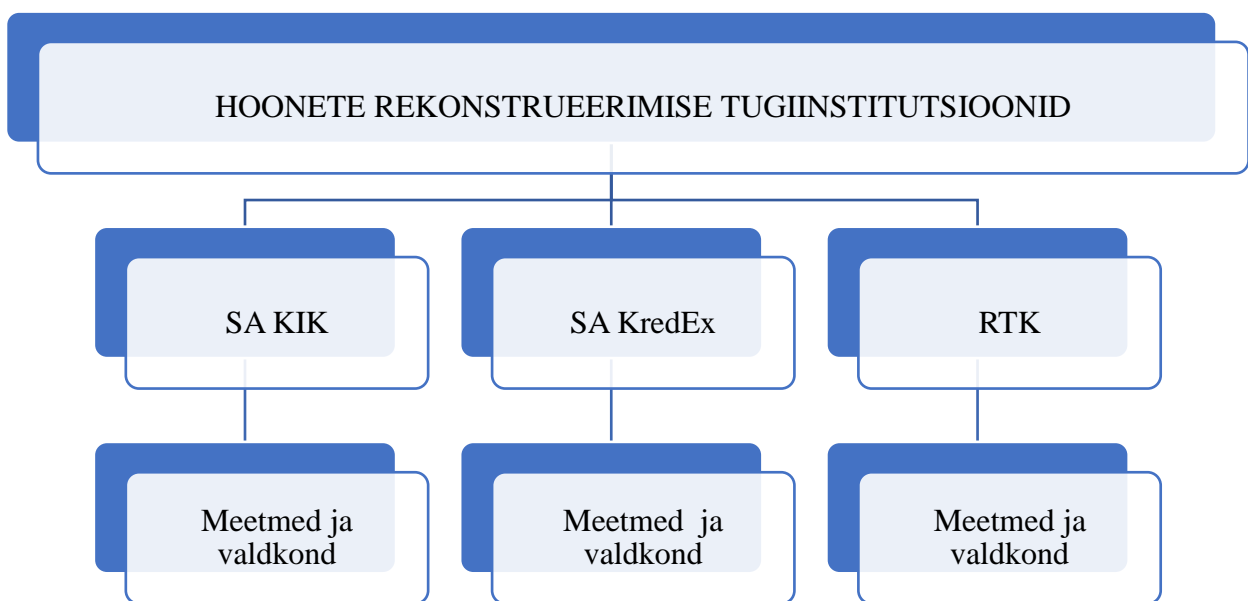 HOONETE REKONSTRUEERIMISE TUGIINSTITUTSIOONID
SA KIK
SA KredEx
RTK
Meetmed ja
valdkond
Meetmed ja
valdkond
Meetmed ja
valdkond